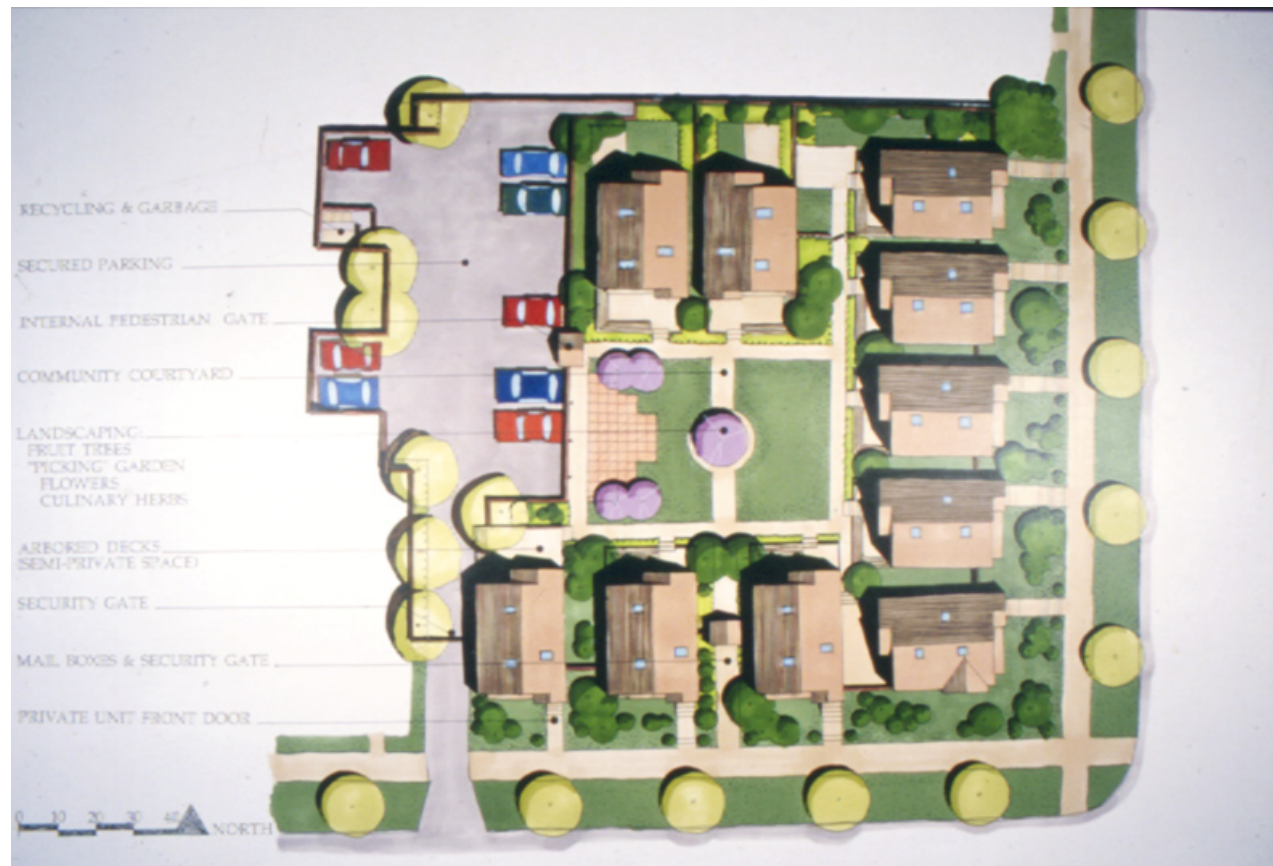 RECYCLING & GARBAGE
SECURED PARKING
INTERNAL PEDESTRIAN GATE
COMMUNITY COURTYARD
LANDSCAPING:
FRUIT TREES
"PICKING" GARDEN
FLOWERS
CULINARY HERBS
ARBORED DECKS
(SEMI-PRIVATE SPACE)
SECURITY GATE
MAIL BOXES & SECURITY GATE
PRIVATE UNIT FRONT DOOR
0 10 20 30 40
NORTH